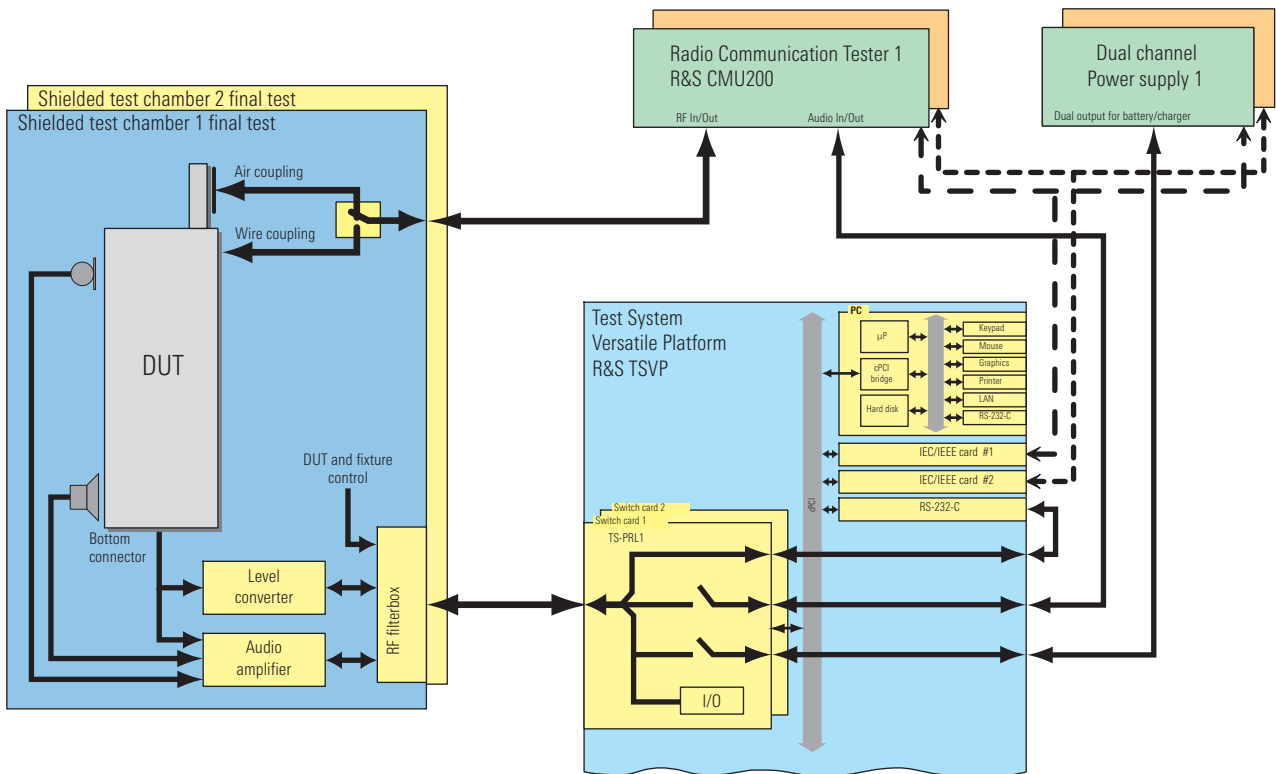 Radio Communication Tester 1
R&S CMU200
RF In/Out
Audio In/Out
Dual channel
Power supply 1
Dual output for battery/charger
Shielded test chamber 2 final test
Shielded test chamber 1 final test
Air coupling
Wire coupling
DUT
DUT and fixture
control
Bottom
connector
Level
converter
Audio
amplifier
RF filterbox
Test System
Versatile Platform
R&S TSVP
PC
µP
cPCI
bridge
Hard disk
Keypad
Mouse
Graphics
Printer
LAN
RS-232-C
IEC/IEEE card #1
IEC/IEEE card #2
RS-232-C
cPCI
Switch card 2
Switch card 1
TS-PRL1
I/O